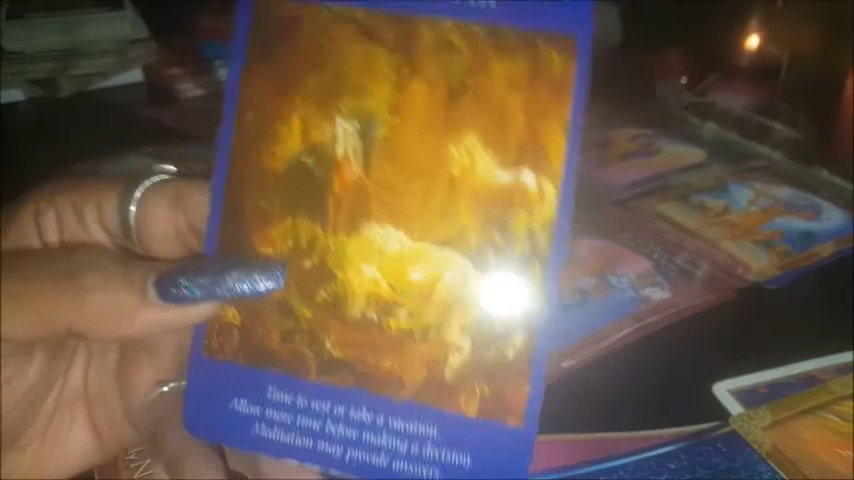 Time to rest or take a vacation.
Allow more time before making a decision.
Meditation may provide answers.